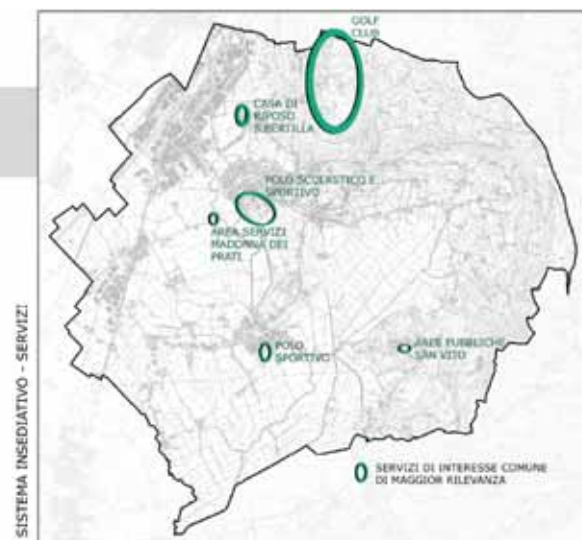 GOLF
CLUB
CASA DI
RIPOSO
S.BERTILLA
POLO SCOLASTICO E
SPORTIVO
AREA SERVIZI
MADONNA DEI
PRATI
POLO
SPORTIVO
AREE PUBBLICHE
SAN VITO
SERVIZI DI INTERESSE COMUNE
DI MAGGIOR RILEVANZA
SISTEMA INSEDIATIVO - SERVIZI